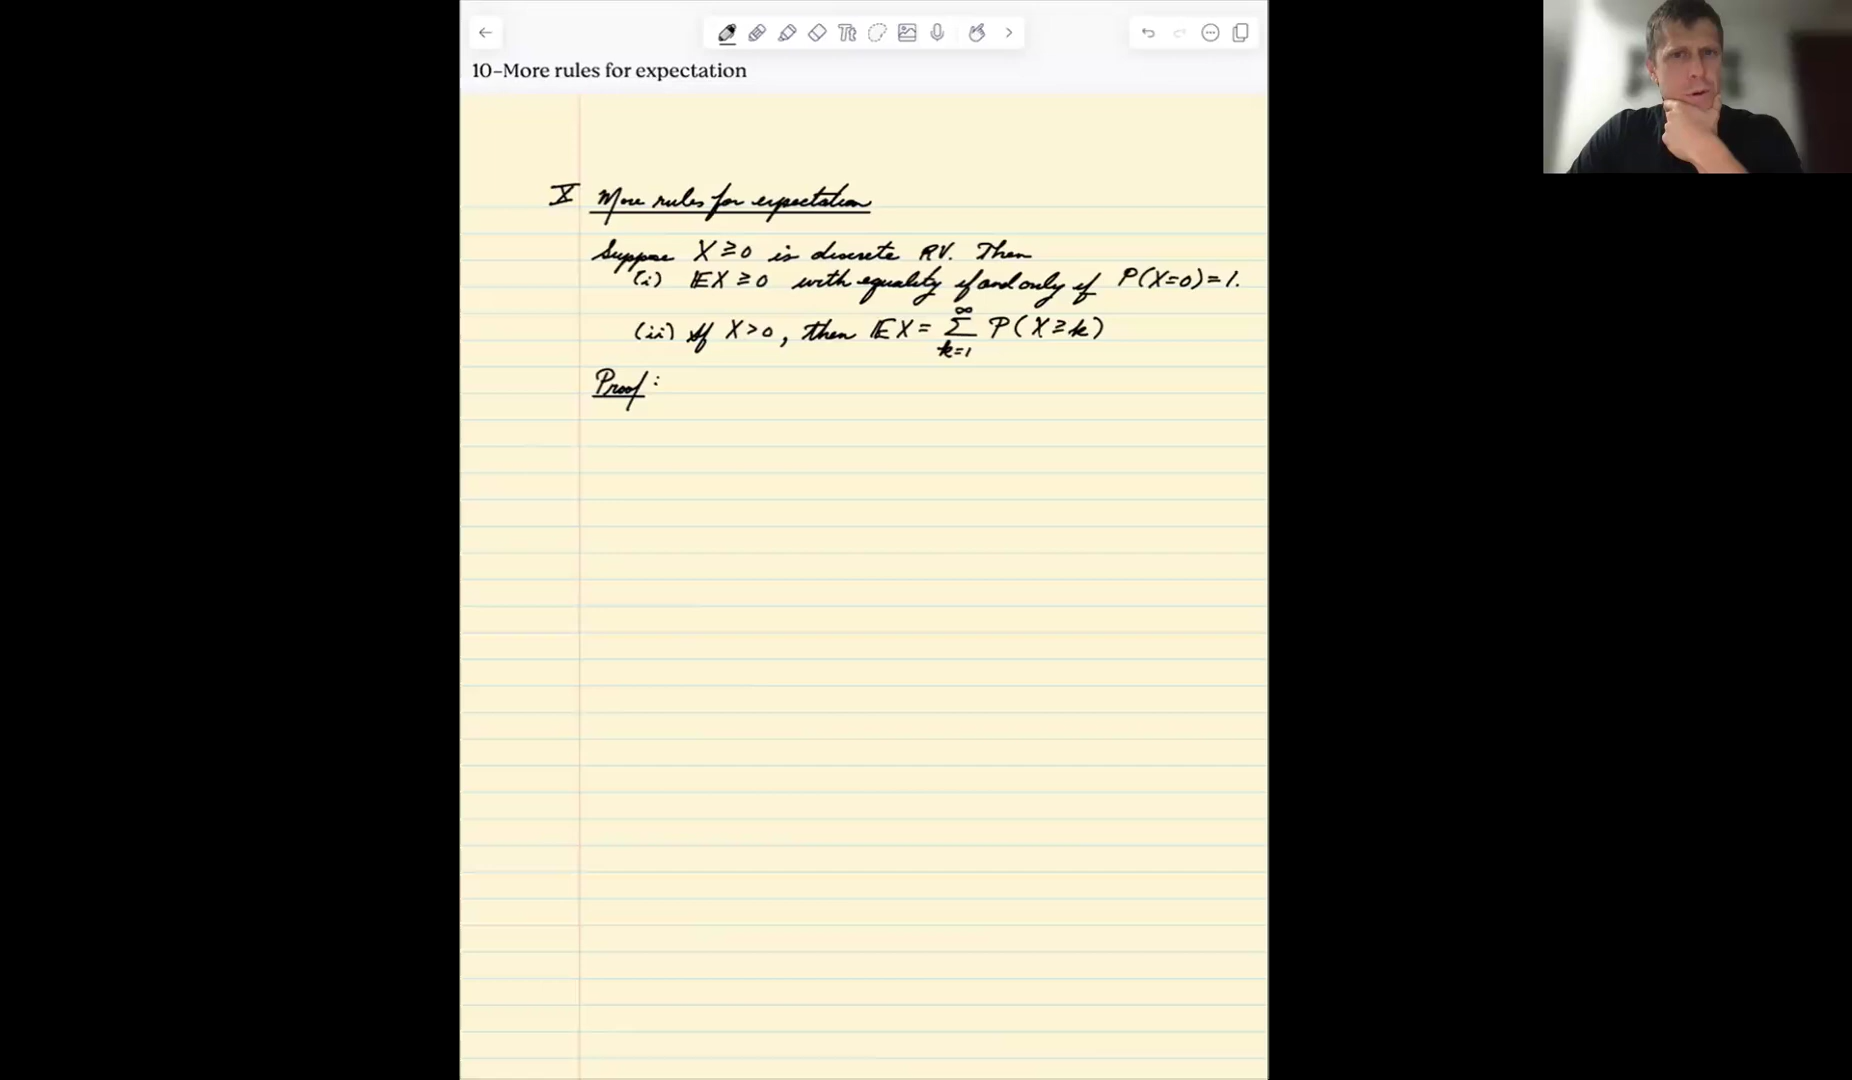 Tt
10-More rules for expectation
X More rules for expectation
Suppose X ≥ 0 is discrete RV. Then
(i) 𝔼X ≥ 0 with equality if and only if P(X=0)=1.
(ii) If X > 0, then 𝔼X = ∑_{k=1}^{∞} P(X ≥ k)
Proof: